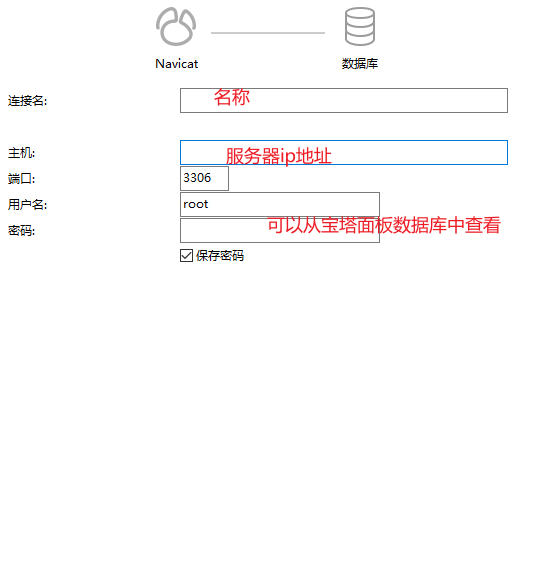 Navicat
数据库
连接名:
名称
主机:
服务器ip地址
端口:
3306
用户名:
root
密码:
可以从宝塔面板数据库中查看
保存密码